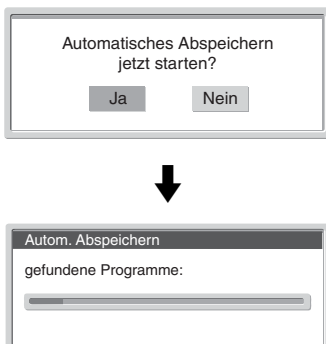 Automatisches Abspeichern
jetzt starten?
Ja
Nein
Autom. Abspeichern
gefundene Programme: